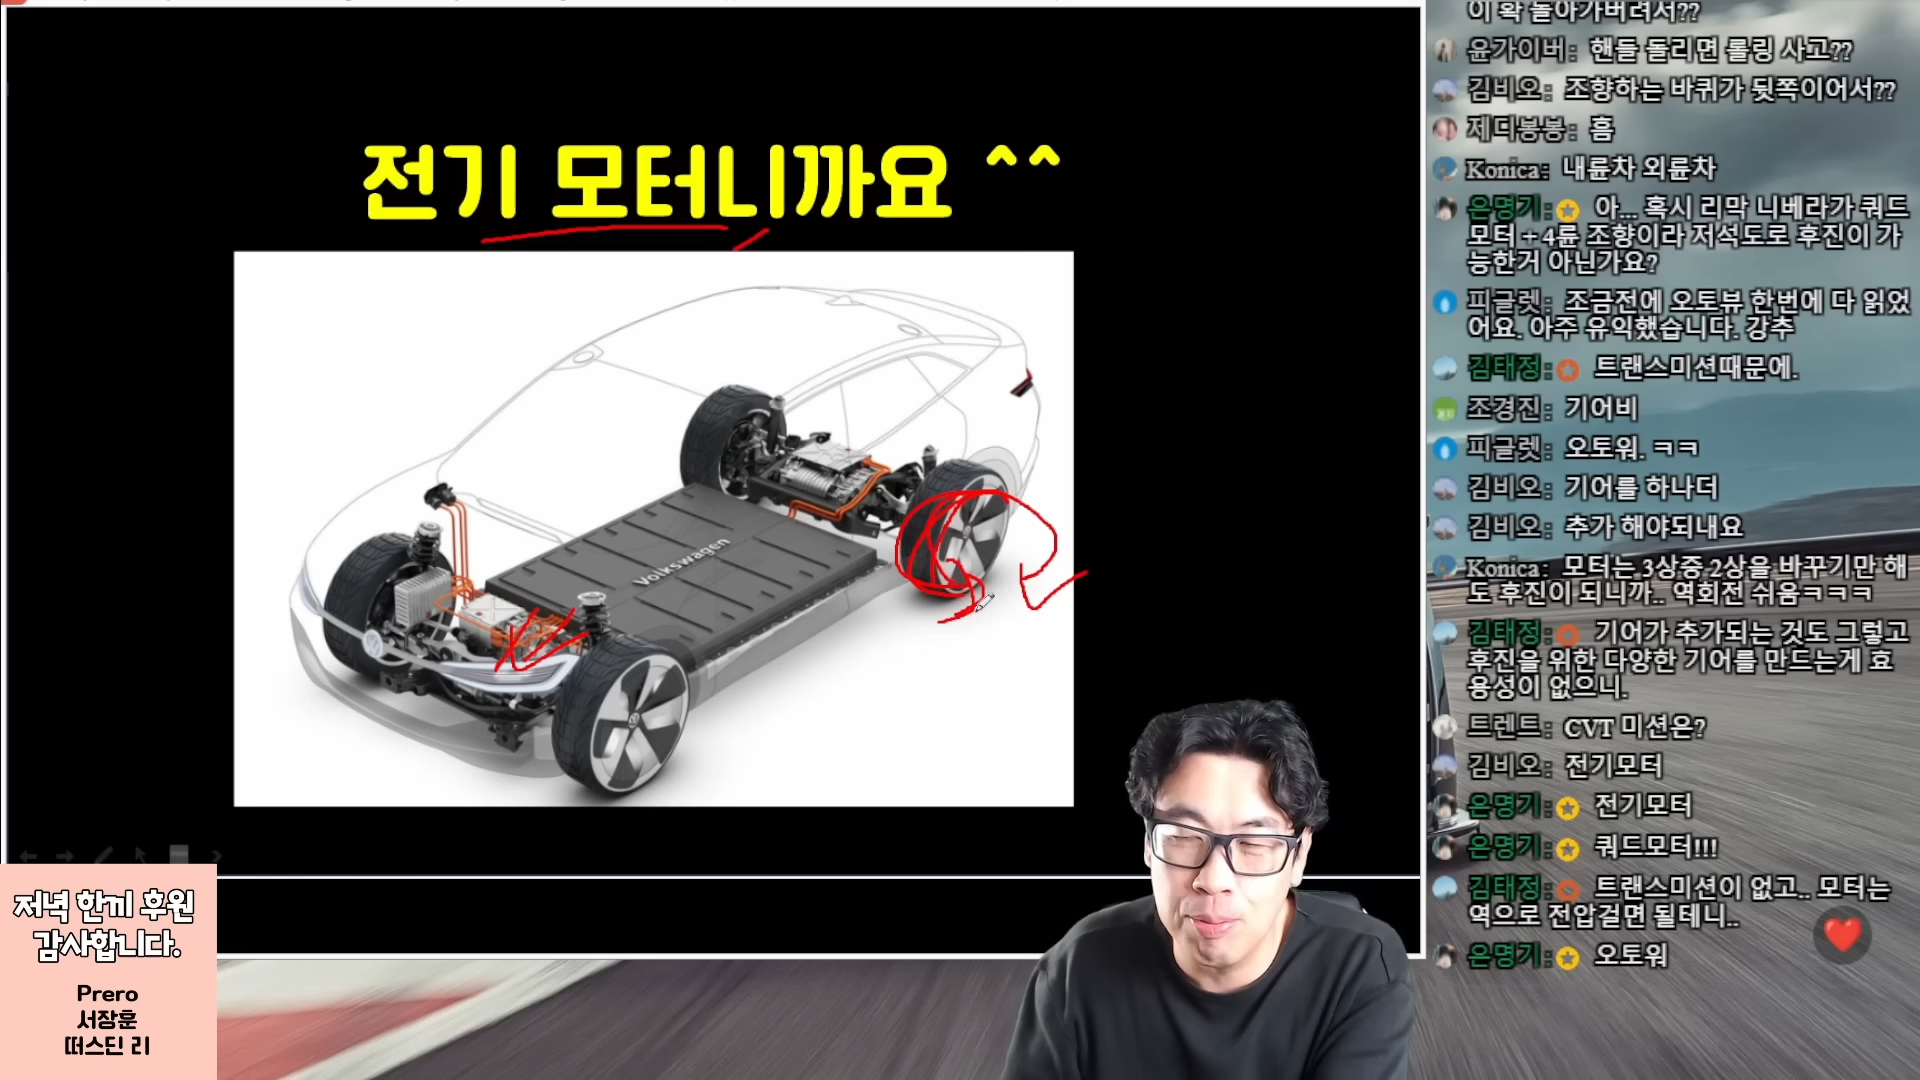 전기 모터니까요 ^^
Volkswagen
저녁 한끼 후원
감사합니다.
Prero
서장훈
떠스딘 리
이 확 돌아가버려서??
윤가이버: 핸들 돌리면 롤링 사고??
김비오: 조향하는 바퀴가 뒷쪽이어서??
제디붕붕: 흠
Konica: 내륜차 외륜차
은명기: 아... 혹시 리막 니베라가 쿼드
모터 + 4륜 조향이라 저석도로 후진이 가
능한거 아닌가요?
피글렛: 조금전에 오토뷰 한번에 다 읽었
어요. 아주 유익했습니다. 강추
김태정: 트랜스미션때문에.
조경진: 기어비
피글렛: 오토워. ㅋㅋ
김비오: 기어를 하나더
김비오: 추가 해야되내요
Konica: 모터는 3상중 2상을 바꾸기만 해
도 후진이 되니까.. 역회전 쉬움ㅋㅋㅋ
김태정: 기어가 추가되는 것도 그렇고
후진을 위한 다양한 기어를 만드는게 효
용성이 없으니.
트렌트: CVT 미션은?
김비오: 전기모터
은명기: 전기모터
은명기: 쿼드모터!!!
김태정: 트랜스미션이 없고.. 모터는
역으로 전압걸면 될테니..
은명기: 오토워